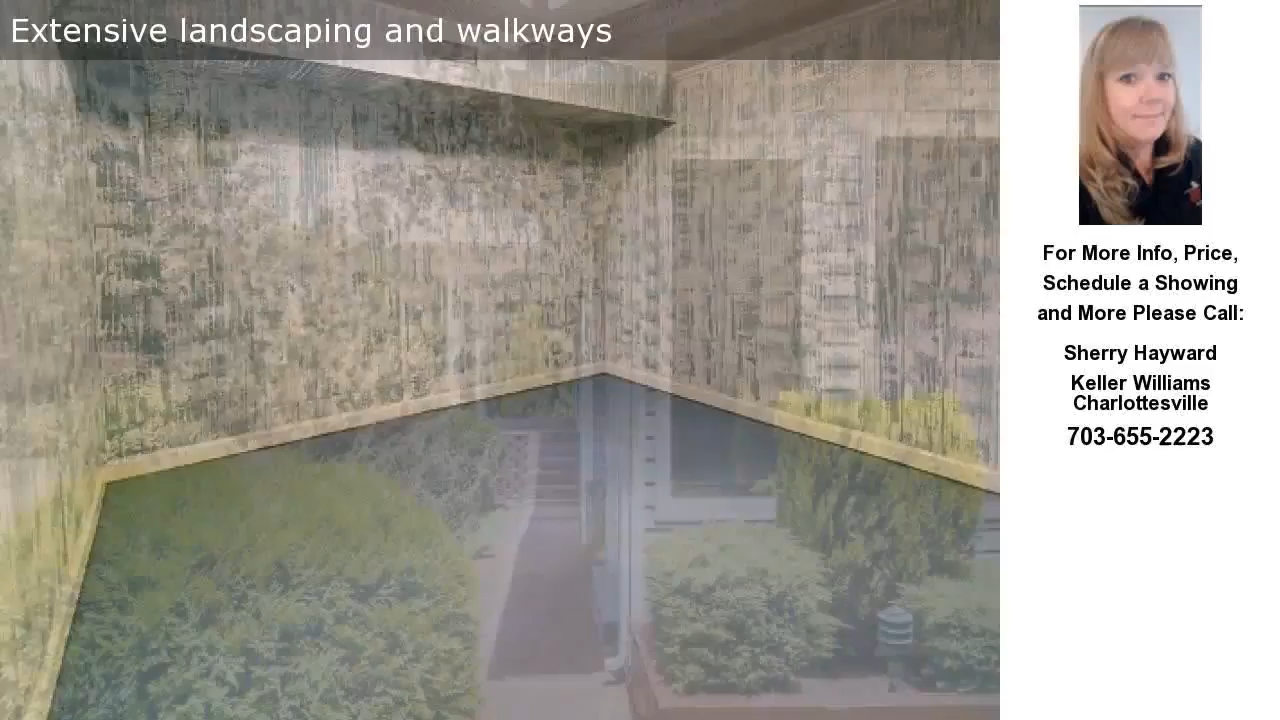 Extensive landscaping and walkways
For More Info, Price,
Schedule a Showing
and More Please Call:
Sherry Hayward
Keller Williams
Charlottesville
703-655-2223